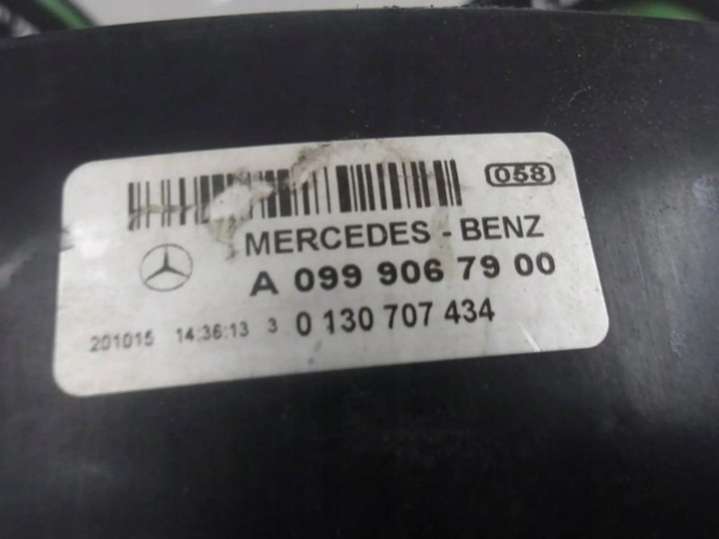 058
MERCEDES - BENZ
A 099 906 79 00
201015 14:36:13 3 0 130 707 434